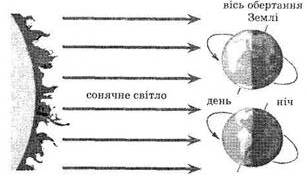 вісь обертання
Землі
сонячне світло
день
ніч